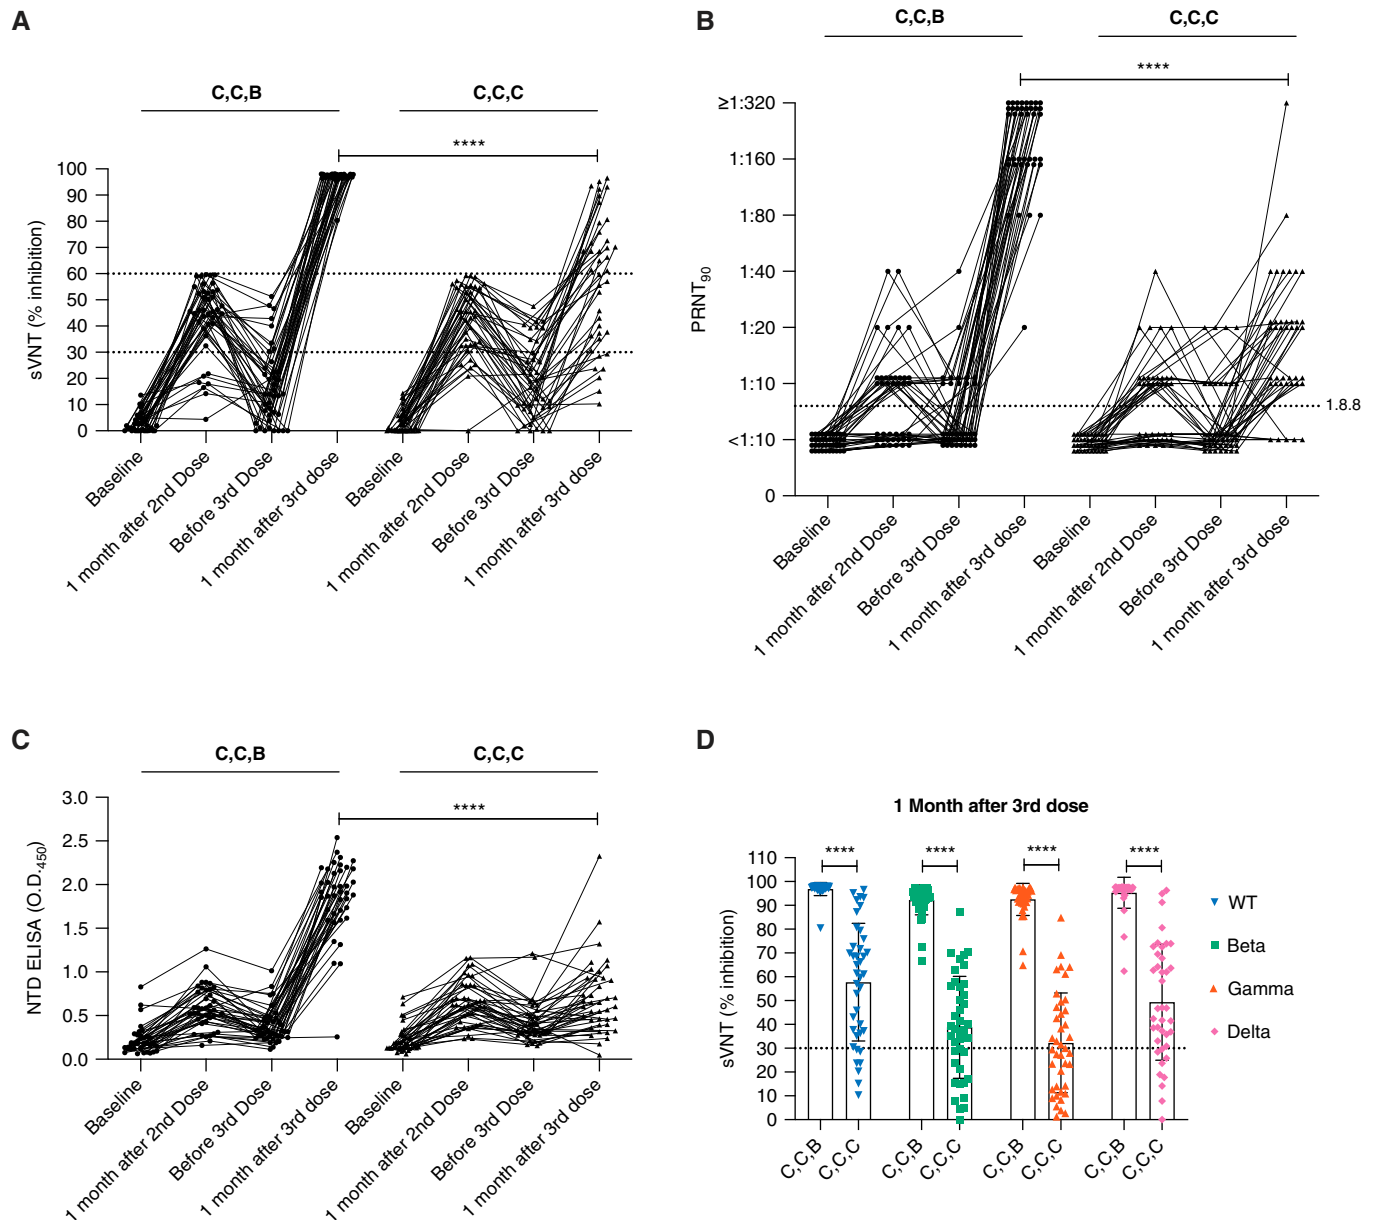 A
C,C,B
C,C,C
****
sVNT (% inhibition)
100
90
80
70
60
50
40
30
20
10
0
Baseline
1 month after 2nd Dose
Before 3rd Dose
1 month after 3rd dose
Baseline
1 month after 2nd Dose
Before 3rd Dose
1 month after 3rd dose
B
C,C,B
C,C,C
****
PRNT90
≥1:320
1:160
1:80
1:40
1:20
1:10
<1:10
0
1.8.8
Baseline
1 month after 2nd Dose
Before 3rd Dose
1 month after 3rd dose
Baseline
1 month after 2nd Dose
Before 3rd Dose
1 month after 3rd dose
C
C,C,B
C,C,C
****
NTD ELISA (O.D.450)
3.0
2.5
2.0
1.5
1.0
0.5
0.0
Baseline
1 month after 2nd Dose
Before 3rd Dose
1 month after 3rd dose
Baseline
1 month after 2nd Dose
Before 3rd Dose
1 month after 3rd dose
D
1 Month after 3rd dose
**** **** **** ****
sVNT (% inhibition)
110
100
90
80
70
60
50
40
30
20
10
0
C,C,B
C,C,C
C,C,B
C,C,C
C,C,B
C,C,C
C,C,B
C,C,C
WT
Beta
Gamma
Delta